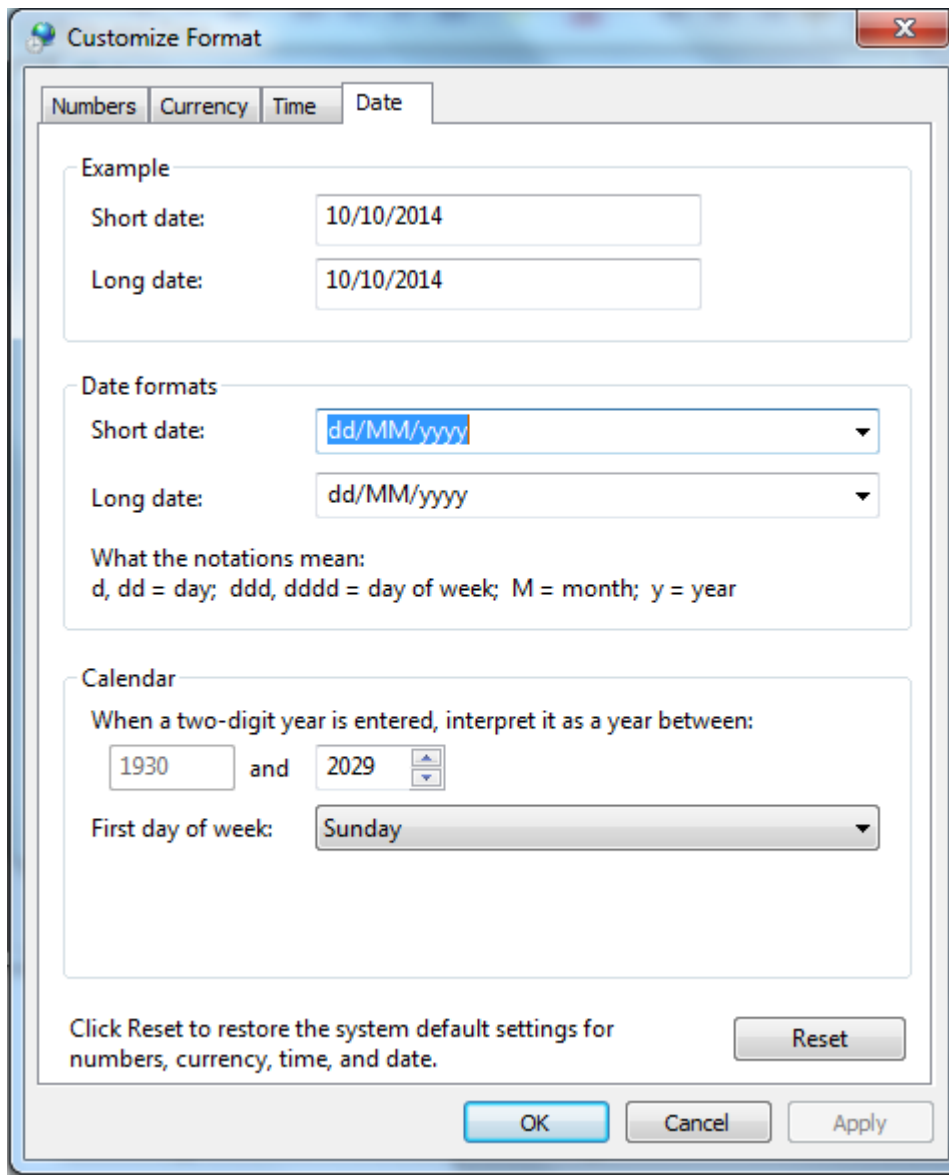 Customize Format
Numbers Currency Time Date
Example
Short date: 10/10/2014
Long date: 10/10/2014
Date formats
Short date: dd/MM/yyyy
Long date: dd/MM/yyyy
What the notations mean:
d, dd = day;  ddd, dddd = day of week;  M = month;  y = year
Calendar
When a two-digit year is entered, interpret it as a year between:
1930 and 2029
First day of week: Sunday
Click Reset to restore the system default settings for
numbers, currency, time, and date.
Reset
OK Cancel Apply